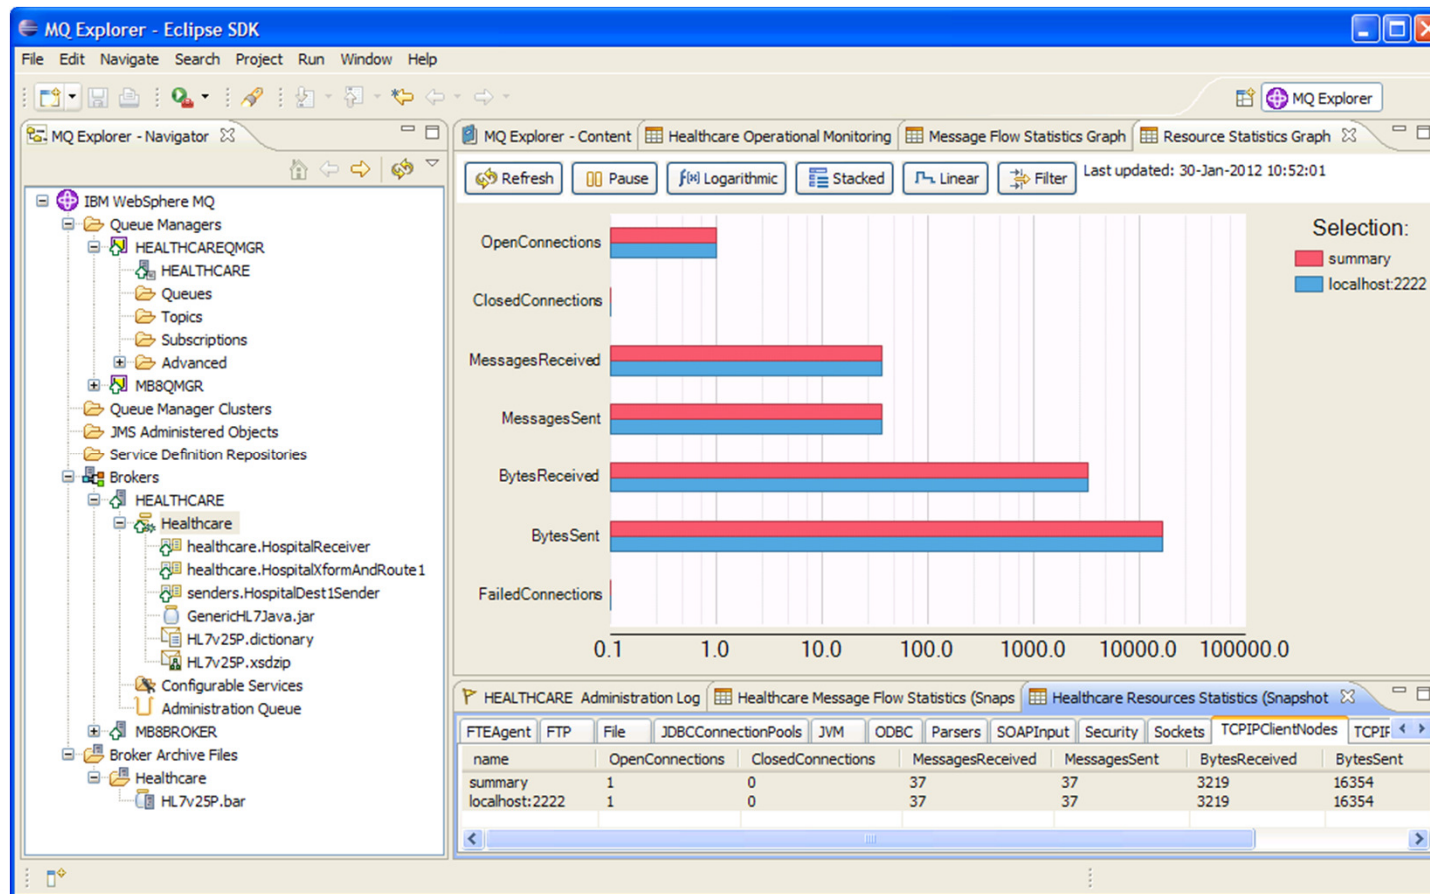 MQ Explorer - Eclipse SDK
File Edit Navigate Search Project Run Window Help
MQ Explorer
MQ Explorer - Navigator
IBM WebSphere MQ
Queue Managers
HEALTHCAREQMGR
HEALTHCARE
Queues
Topics
Subscriptions
Advanced
MB8QMGR
Queue Manager Clusters
JMS Administered Objects
Service Definition Repositories
Brokers
HEALTHCARE
Healthcare
healthcare.HospitalReceiver
healthcare.HospitalXformAndRoute1
senders.HospitalDest1Sender
GenericHL7Java.jar
HL7v25P.dictionary
HL7v25P.xsdzip
Configurable Services
Administration Queue
MB8BROKER
Broker Archive Files
Healthcare
HL7v25P.bar
MQ Explorer - Content Healthcare Operational Monitoring Message Flow Statistics Graph Resource Statistics Graph
Refresh Pause f(x) Logarithmic Stacked Linear Filter Last updated: 30-Jan-2012 10:52:01
Selection:
summary
localhost:2222
OpenConnections
ClosedConnections
MessagesReceived
MessagesSent
BytesReceived
BytesSent
FailedConnections
0.1 1.0 10.0 100.0 1000.0 10000.0 100000.0
HEALTHCARE Administration Log Healthcare Message Flow Statistics (Snaps Healthcare Resources Statistics (Snapshot
FTEAgent FTP File JDBCConnectionPools JVM ODBC Parsers SOAPInput Security Sockets TCPIPClientNodes TCPIP
name OpenConnections ClosedConnections MessagesReceived MessagesSent BytesReceived BytesSent
summary 1 0 37 37 3219 16354
localhost:2222 1 0 37 37 3219 16354